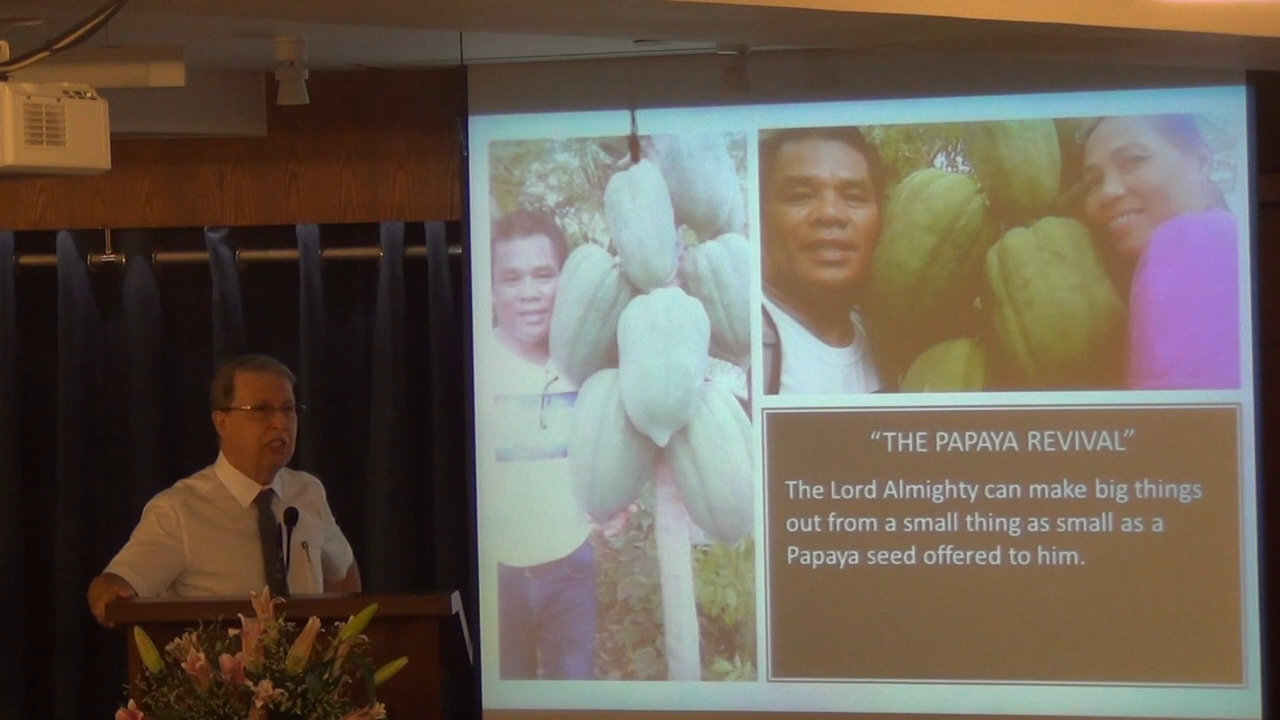 “THE PAPAYA REVIVAL”
The Lord Almighty can make big things
out from a small thing as small as a
Papaya seed offered to him.